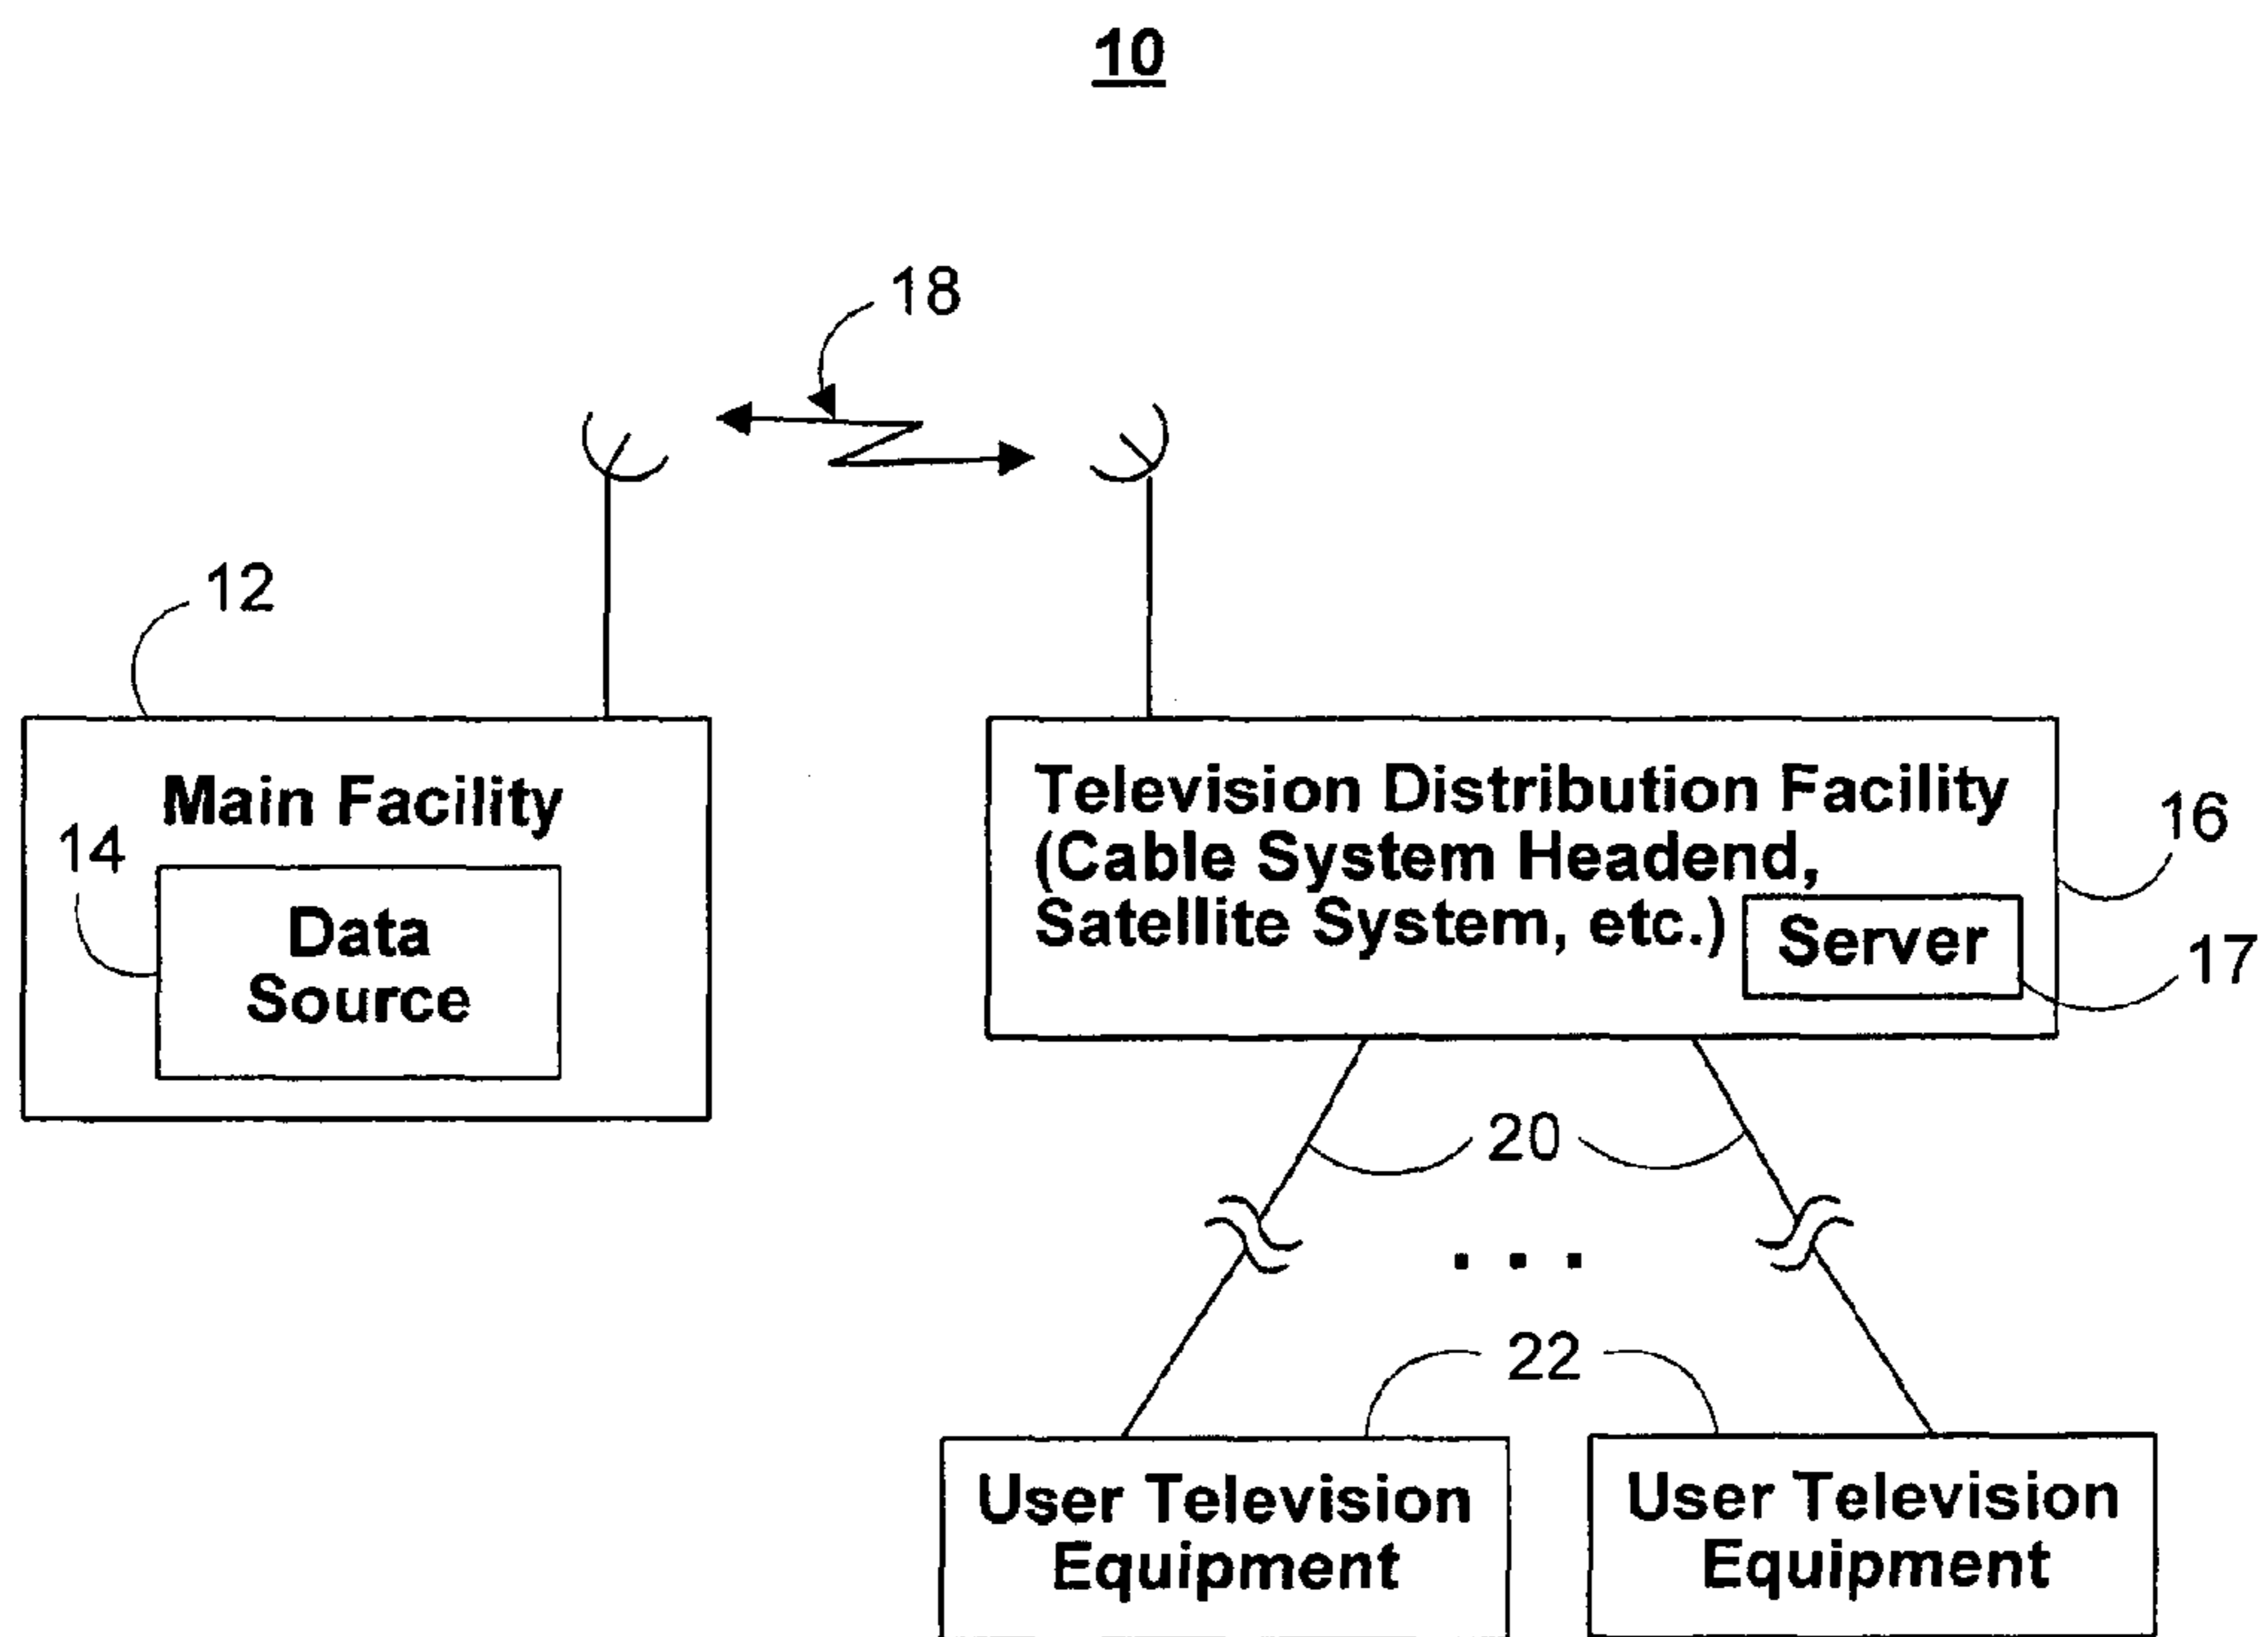 10
18
12
Main Facility
14
Data
Source
Television Distribution Facility
(Cable System Headend,
Satellite System, etc.)
Server
16
17
20
. . .
22
User Television
Equipment
User Television
Equipment